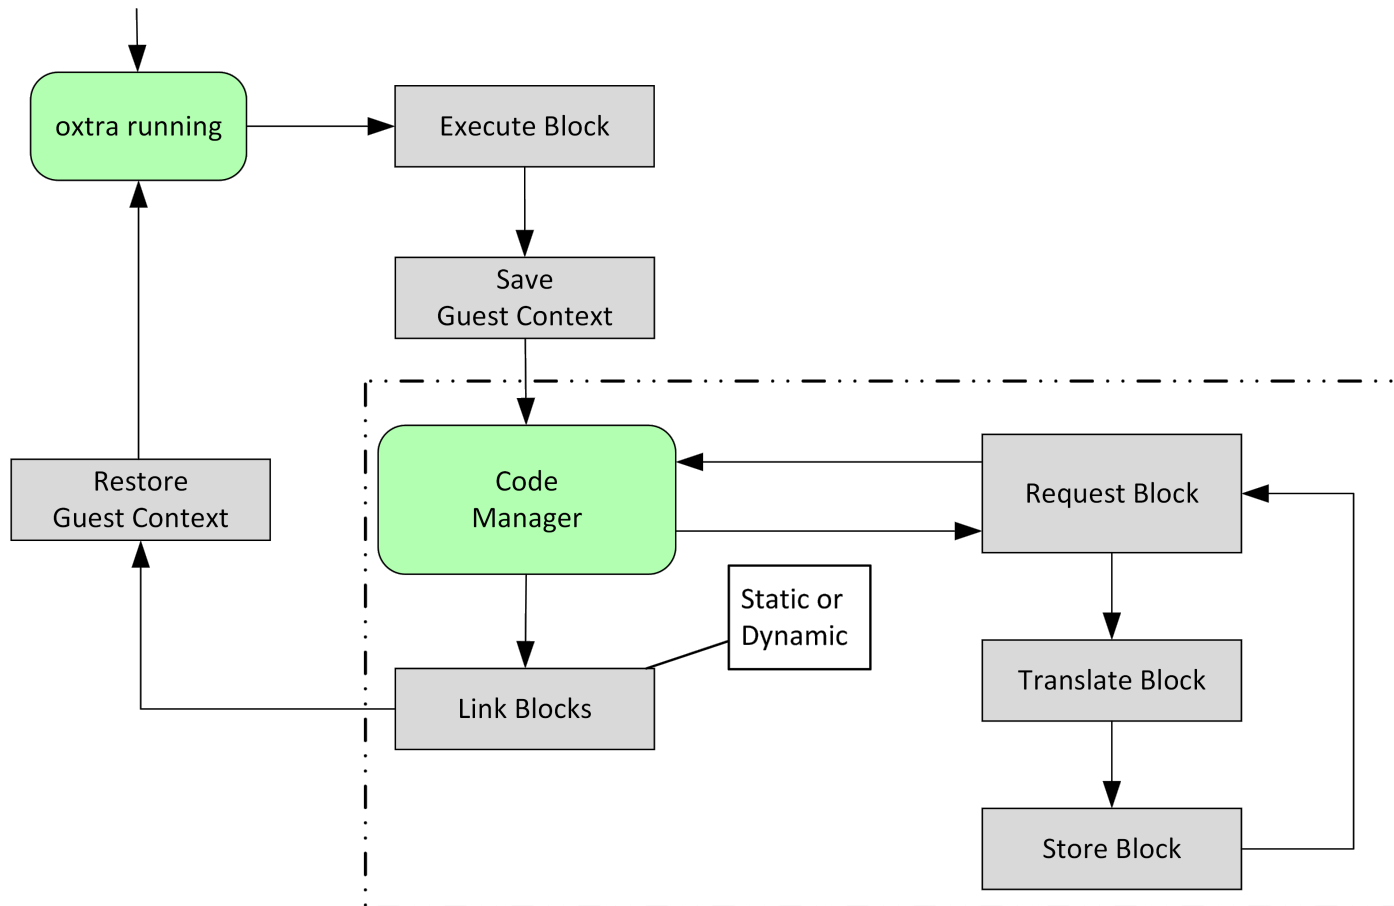 oxtra running
Execute Block
Save
Guest Context
Code
Manager
Request Block
Restore
Guest Context
Static or
Dynamic
Translate Block
Link Blocks
Store Block